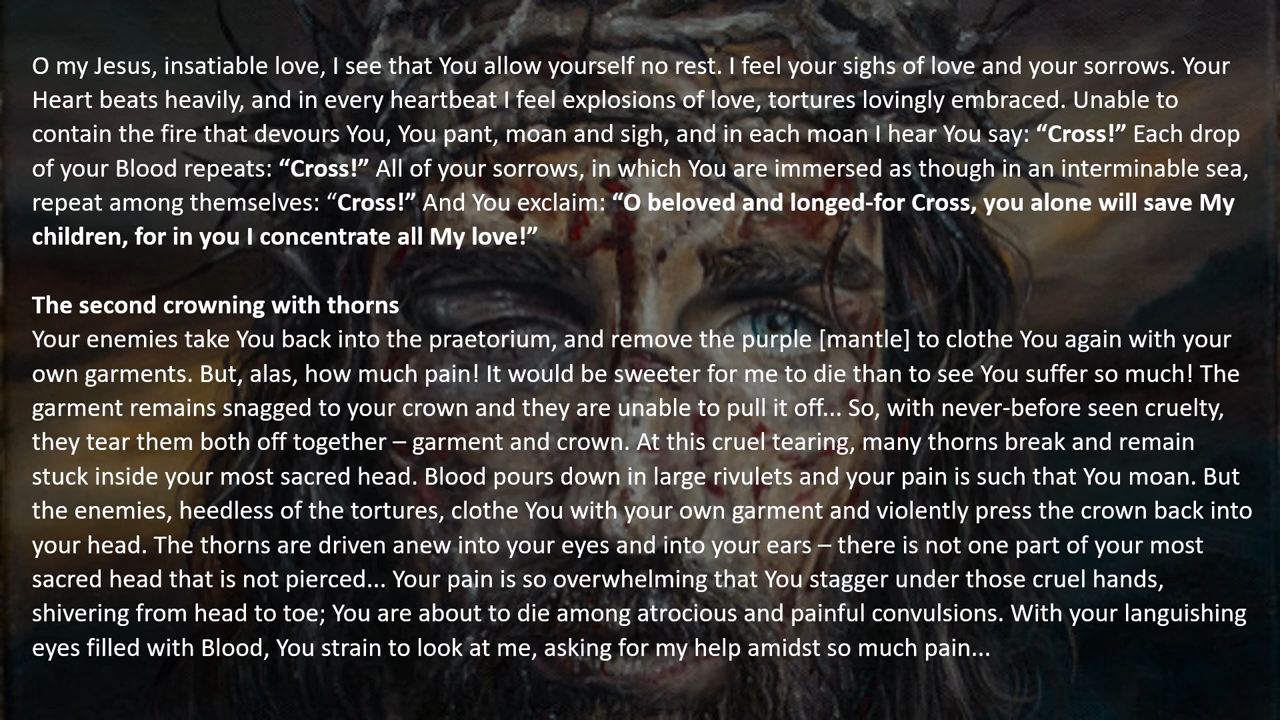 O my Jesus, insatiable love, I see that You allow yourself no rest. I feel your sighs of love and your sorrows. Your
Heart beats heavily, and in every heartbeat I feel explosions of love, tortures lovingly embraced. Unable to
contain the fire that devours You, You pant, moan and sigh, and in each moan I hear You say: “Cross!” Each drop
of your Blood repeats: “Cross!” All of your sorrows, in which You are immersed as though in an interminable sea,
repeat among themselves: “Cross!” And You exclaim: “O beloved and longed-for Cross, you alone will save My
children, for in you I concentrate all My love!”
The second crowning with thorns
Your enemies take You back into the praetorium, and remove the purple [mantle] to clothe You again with your
own garments. But, alas, how much pain! It would be sweeter for me to die than to see You suffer so much! The
garment remains snagged to your crown and they are unable to pull it off... So, with never-before seen cruelty,
they tear them both off together – garment and crown. At this cruel tearing, many thorns break and remain
stuck inside your most sacred head. Blood pours down in large rivulets and your pain is such that You moan. But
the enemies, heedless of the tortures, clothe You with your own garment and violently press the crown back into
your head. The thorns are driven anew into your eyes and into your ears – there is not one part of your most
sacred head that is not pierced... Your pain is so overwhelming that You stagger under those cruel hands,
shivering from head to toe; You are about to die among atrocious and painful convulsions. With your languishing
eyes filled with Blood, You strain to look at me, asking for my help amidst so much pain...